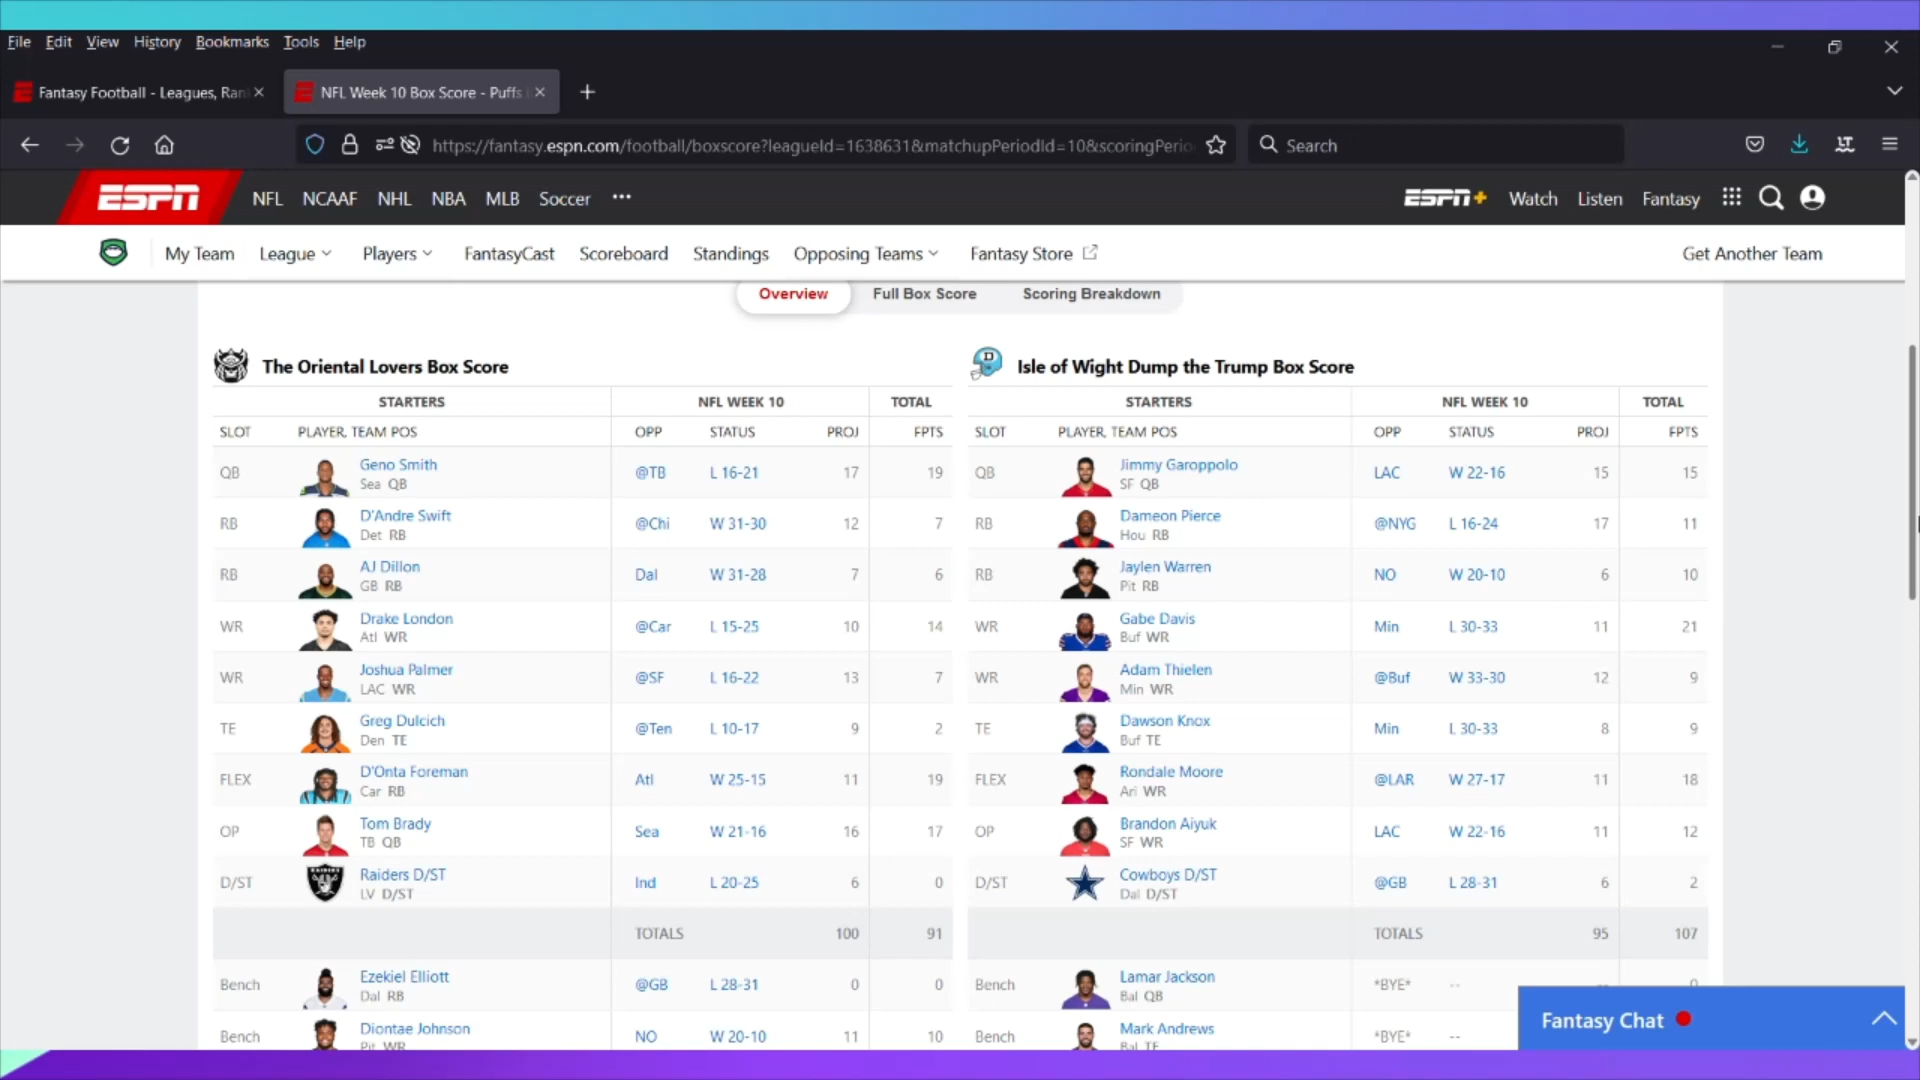 File Edit View History Bookmarks Tools Help
Fantasy Football - Leagues, Ran
NFL Week 10 Box Score - Puffs
https://fantasy.espn.com/football/boxscore?leagueId=1638631&matchupPeriodId=10&scoringPerio
Search
ESPN NFL NCAAF NHL NBA MLB Soccer ••• ESPN+ Watch Listen Fantasy
My Team League Players FantasyCast Scoreboard Standings Opposing Teams Fantasy Store Get Another Team
Overview Full Box Score Scoring Breakdown
The Oriental Lovers Box Score
STARTERS NFL WEEK 10 TOTAL
SLOT PLAYER, TEAM POS OPP STATUS PROJ FPTS
QB Geno Smith @TB L 16-21 17 19
Sea QB
RB D'Andre Swift @Chi W 31-30 12 7
Det RB
RB AJ Dillon Dal W 31-28 7 6
GB RB
WR Drake London @Car L 15-25 10 14
Atl WR
WR Joshua Palmer @SF L 16-22 13 7
LAC WR
TE Greg Dulcich @Ten L 10-17 9 2
Den TE
FLEX D'Onta Foreman Atl W 25-15 11 19
Car RB
OP Tom Brady Sea W 21-16 16 17
TB QB
D/ST Raiders D/ST Ind L 20-25 6 0
LV D/ST
TOTALS 100 91
Bench Ezekiel Elliott @GB L 28-31 0 0
Dal RB
Bench Diontae Johnson NO W 20-10 11 10
Pit WR
Isle of Wight Dump the Trump Box Score
STARTERS NFL WEEK 10 TOTAL
SLOT PLAYER, TEAM POS OPP STATUS PROJ FPTS
QB Jimmy Garoppolo LAC W 22-16 15 15
SF QB
RB Dameon Pierce @NYG L 16-24 17 11
Hou RB
RB Jaylen Warren NO W 20-10 6 10
Pit RB
WR Gabe Davis Min L 30-33 11 21
Buf WR
WR Adam Thielen @Buf W 33-30 12 9
Min WR
TE Dawson Knox Min L 30-33 8 9
Buf TE
FLEX Rondale Moore @LAR W 27-17 11 18
Ari WR
OP Brandon Aiyuk LAC W 22-16 11 12
SF WR
D/ST Cowboys D/ST @GB L 28-31 6 2
Dal D/ST
TOTALS 95 107
Bench Lamar Jackson *BYE* -- -- 0
Bal QB
Bench Mark Andrews *BYE* --
Bal TE
Fantasy Chat